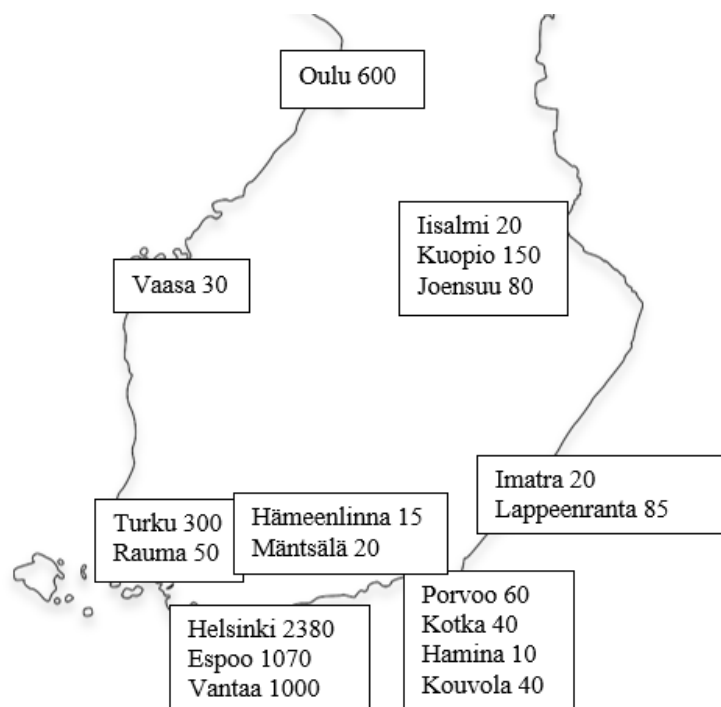 Oulu 600
Iisalmi 20
Kuopio 150
Joensuu 80
Vaasa 30
Imatra 20
Lappeenranta 85
Turku 300
Rauma 50
Hämeenlinna 15
Mäntsälä 20
Porvoo 60
Kotka 40
Hamina 10
Kouvola 40
Helsinki 2380
Espoo 1070
Vantaa 1000